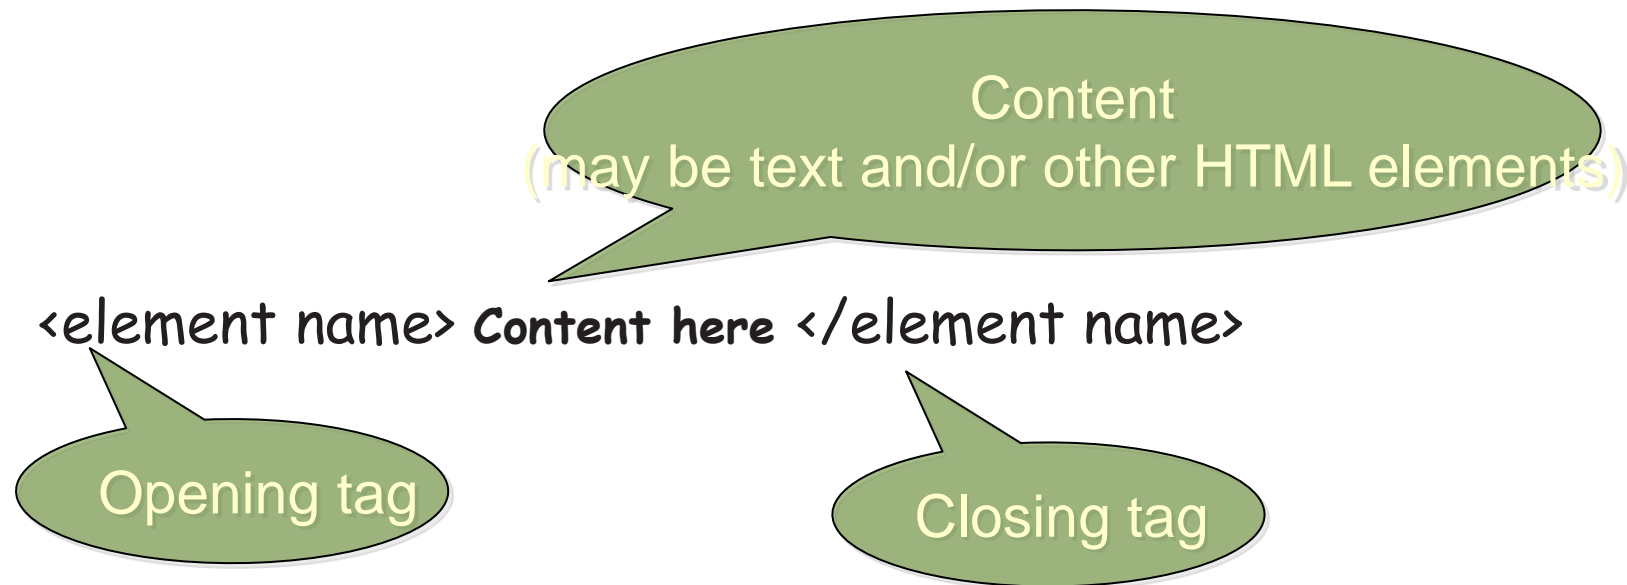 Content
(may be text and/or other HTML elements)
<element name> Content here </element name>
Opening tag
Closing tag